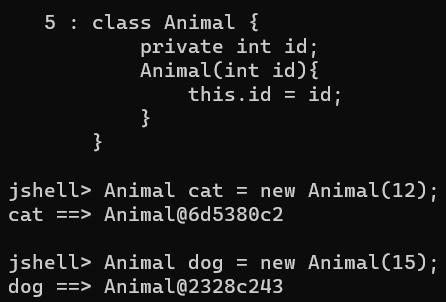 5 : class Animal {
private int id;
Animal(int id){
this.id = id;
}
}
jshell> Animal cat = new Animal(12);
cat ==> Animal@6d5380c2
jshell> Animal dog = new Animal(15);
dog ==> Animal@2328c243